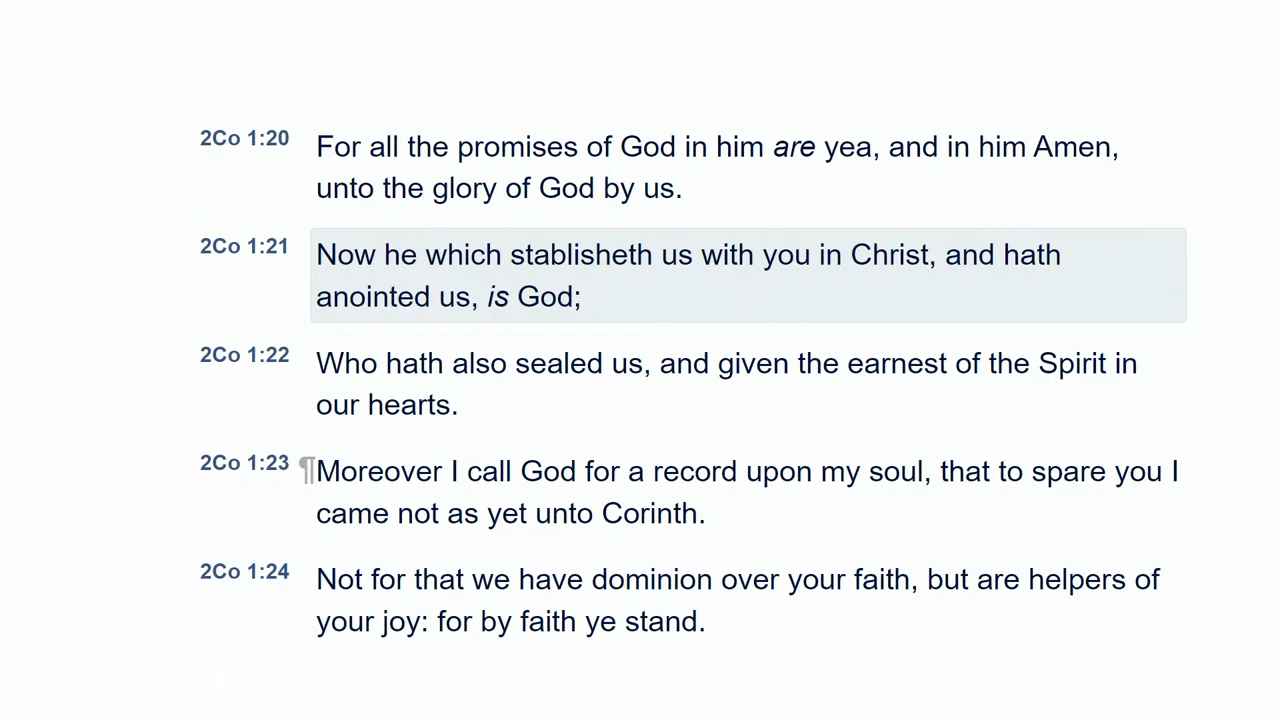 2Co 1:20 For all the promises of God in him are yea, and in him Amen,
unto the glory of God by us.
2Co 1:21 Now he which stablisheth us with you in Christ, and hath
anointed us, is God;
2Co 1:22 Who hath also sealed us, and given the earnest of the Spirit in
our hearts.
2Co 1:23 ¶Moreover I call God for a record upon my soul, that to spare you I
came not as yet unto Corinth.
2Co 1:24 Not for that we have dominion over your faith, but are helpers of
your joy: for by faith ye stand.